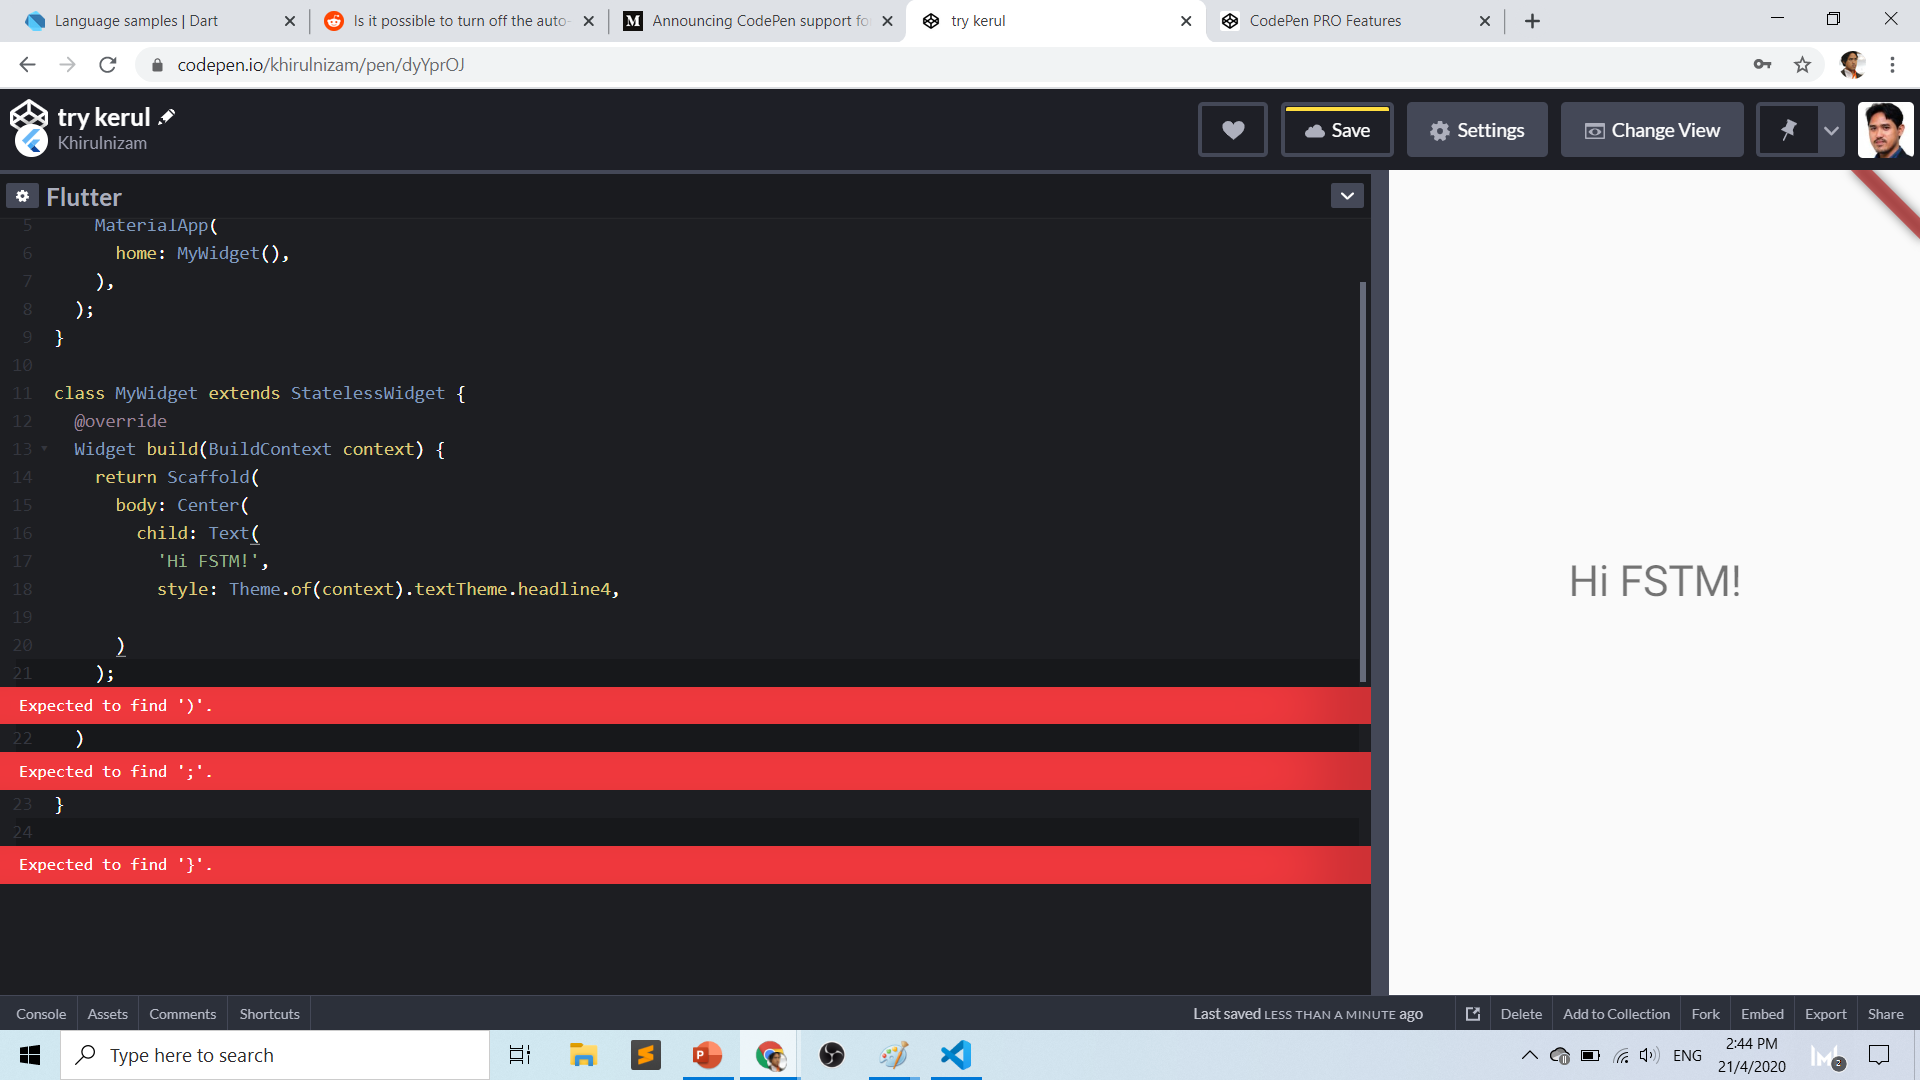 Language samples | Dart
Is it possible to turn off the auto-
M Announcing CodePen support fo
try kerul
CodePen PRO Features
codepen.io/khirulnizam/pen/dyYprOJ
try kerul
Khirulnizam
Save
Settings
Change View
Flutter
5 MaterialApp(
6 home: MyWidget(),
7 ),
8 );
9 }
10
11 class MyWidget extends StatelessWidget {
12 @override
13 Widget build(BuildContext context) {
14 return Scaffold(
15 body: Center(
16 child: Text(
17 'Hi FSTM!',
18 style: Theme.of(context).textTheme.headline4,
19
20 )
21 );
Expected to find ')'.
22 )
Expected to find ';'.
23 }
24
Expected to find '}'.
Hi FSTM!
Console
Assets
Comments
Shortcuts
Last saved LESS THAN A MINUTE ago
Delete
Add to Collection
Fork
Embed
Export
Share
Type here to search
ENG
2:44 PM
21/4/2020
2